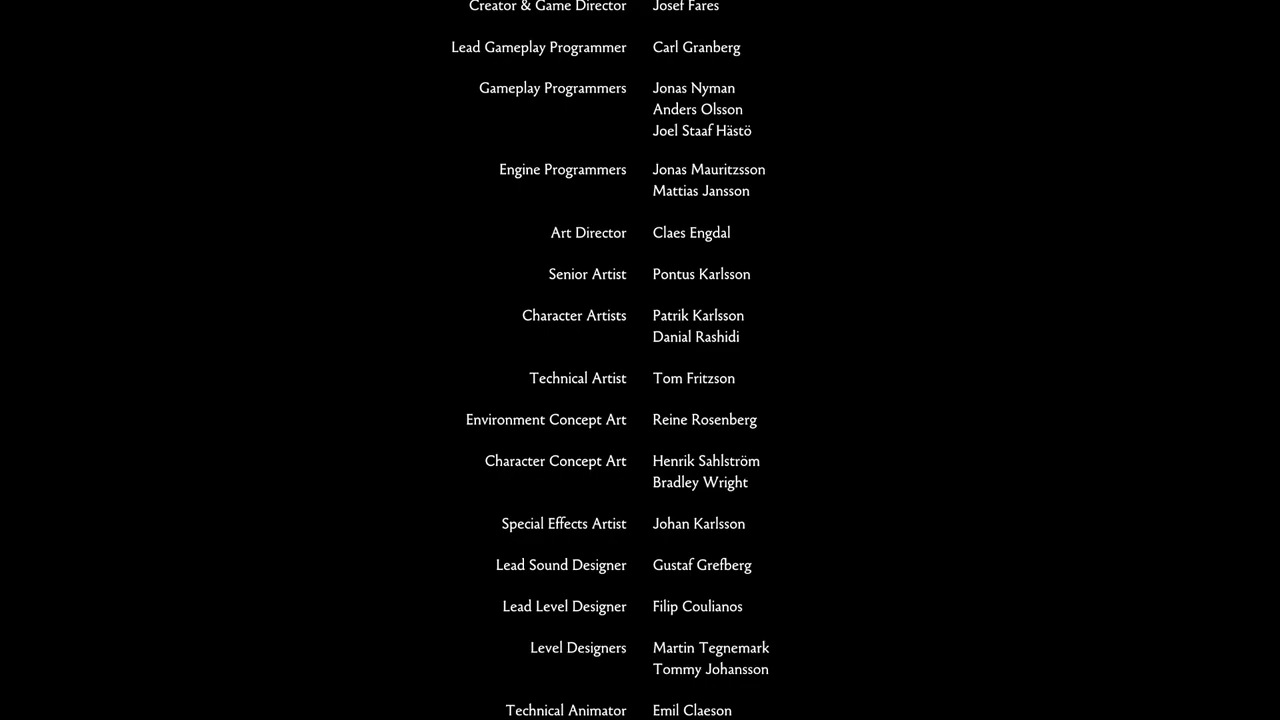 Creator & Game Director Josef Fares
Lead Gameplay Programmer Carl Granberg
Gameplay Programmers Jonas Nyman
Anders Olsson
Joel Staaf Hästö
Engine Programmers Jonas Mauritzsson
Mattias Jansson
Art Director Claes Engdal
Senior Artist Pontus Karlsson
Character Artists Patrik Karlsson
Danial Rashidi
Technical Artist Tom Fritzson
Environment Concept Art Reine Rosenberg
Character Concept Art Henrik Sahlström
Bradley Wright
Special Effects Artist Johan Karlsson
Lead Sound Designer Gustaf Grefberg
Lead Level Designer Filip Coulianos
Level Designers Martin Tegnemark
Tommy Johansson
Technical Animator Emil Claeson